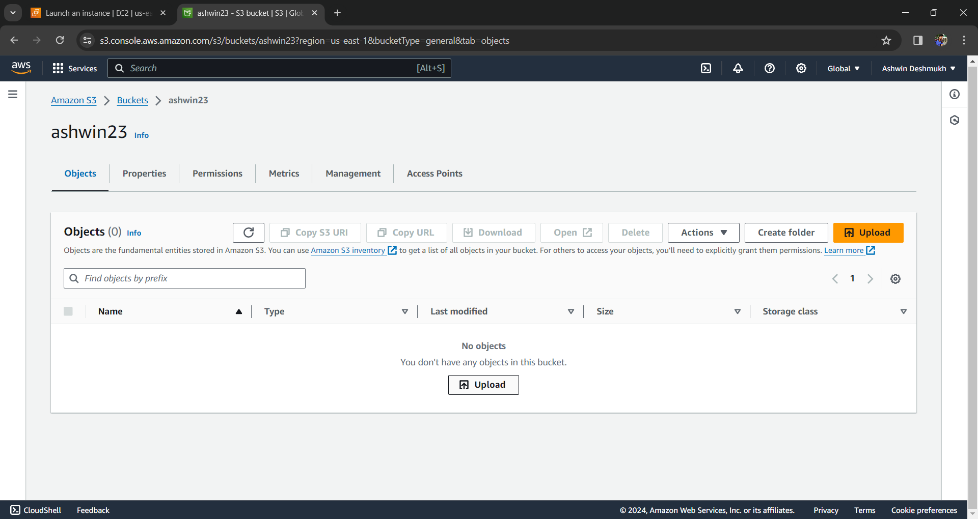 Launch an instance | EC2 | us-e
ashwin23 - S3 bucket | S3 | Glo
s3.console.aws.amazon.com/s3/buckets/ashwin23?region us east 1&bucketType general&tab objects
aws
Services
Search
[Alt+S]
Global
Ashwin Deshmukh
Amazon S3 > Buckets > ashwin23
ashwin23 Info
Objects
Properties
Permissions
Metrics
Management
Access Points
Objects (0) Info
Copy S3 URI
Copy URL
Download
Open
Delete
Actions
Create folder
Upload
Objects are the fundamental entities stored in Amazon S3. You can use Amazon S3 inventory to get a list of all objects in your bucket. For others to access your objects, you'll need to explicitly grant them permissions. Learn more
Find objects by prefix
1
Name
Type
Last modified
Size
Storage class
No objects
You don't have any objects in this bucket.
Upload
CloudShell
Feedback
© 2024, Amazon Web Services, Inc. or its affiliates.
Privacy
Terms
Cookie preferences